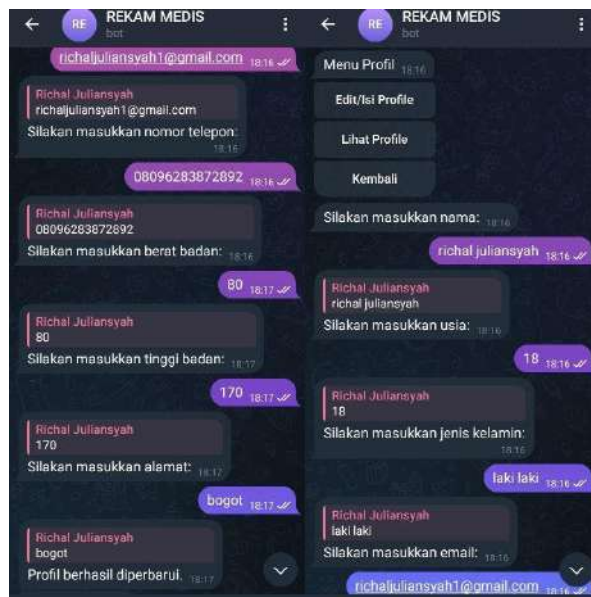 REKAM MEDIS
RE
bot
richaljuliansyah1@gmail.com 18:16
Richal Juliansyah
richaljuliansyah1@gmail.com
Silakan masukkan nomor telepon:
18:16
08096283872892 18:16
Richal Juliansyah
08096283872892
Silakan masukkan berat badan: 18:16
80 18:17
Richal Juliansyah
80
Silakan masukkan tinggi badan: 18:17
170 18:17
Richal Juliansyah
170
Silakan masukkan alamat: 18:17
bogot 18:17
Richal Juliansyah
bogot
Profil berhasil diperbarui. 18:17
REKAM MEDIS
RE
bot
Menu Profil 18:16
Edit/Isi Profile
Lihat Profile
Kembali
Silakan masukkan nama: 18:16
richal juliansyah 18:16
Richal Juliansyah
richal juliansyah
Silakan masukkan usia: 18:16
18 18:16
Richal Juliansyah
18
Silakan masukkan jenis kelamin:
18:16
laki laki 18:16
Richal Juliansyah
laki laki
Silakan masukkan email: 18:16
richaljuliansyah1@gmail.com 18:16